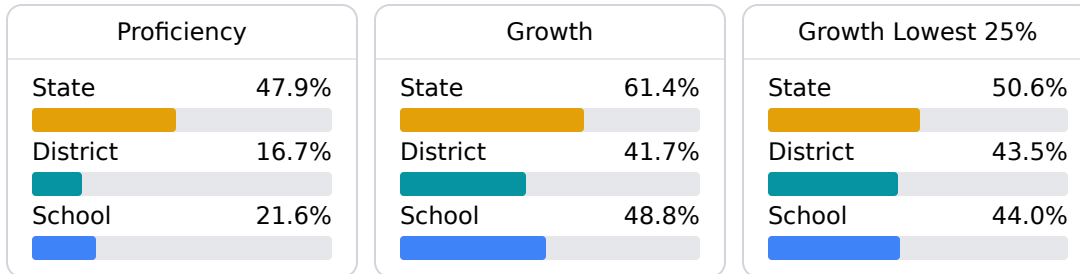 Proficiency
State 47.9%
District 16.7%
School 21.6%
Growth
State 61.4%
District 41.7%
School 48.8%
Growth Lowest 25%
State 50.6%
District 43.5%
School 44.0%